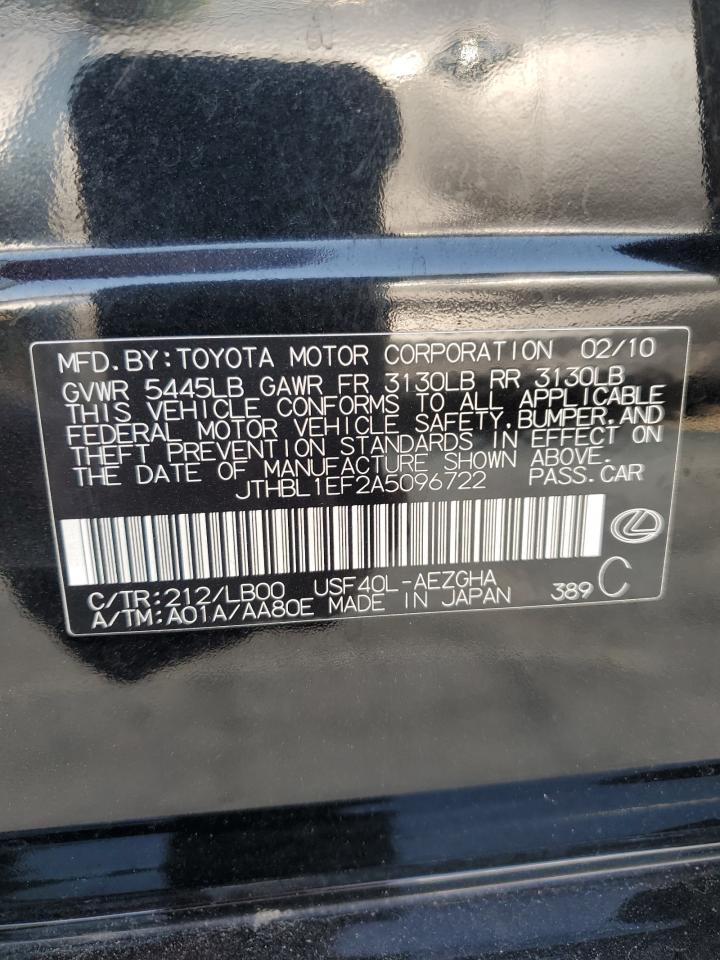 MFD.BY:TOYOTA MOTOR CORPORATION 02/10
GVWR 5445LB GAWR FR 3130LB RR 3130LB
THIS VEHICLE CONFORMS TO ALL APPLICABLE
FEDERAL MOTOR VEHICLE SAFETY,BUMPER,AND
THEFT PREVENTION STANDARDS IN EFFECT ON
THE DATE OF MANUFACTURE SHOWN ABOVE.
JTHBL1EF2A5096722 PASS.CAR
C/TR:212/LB00 USF40L-AEZGHA
A/TM:A01A/AA80E MADE IN JAPAN 389 C